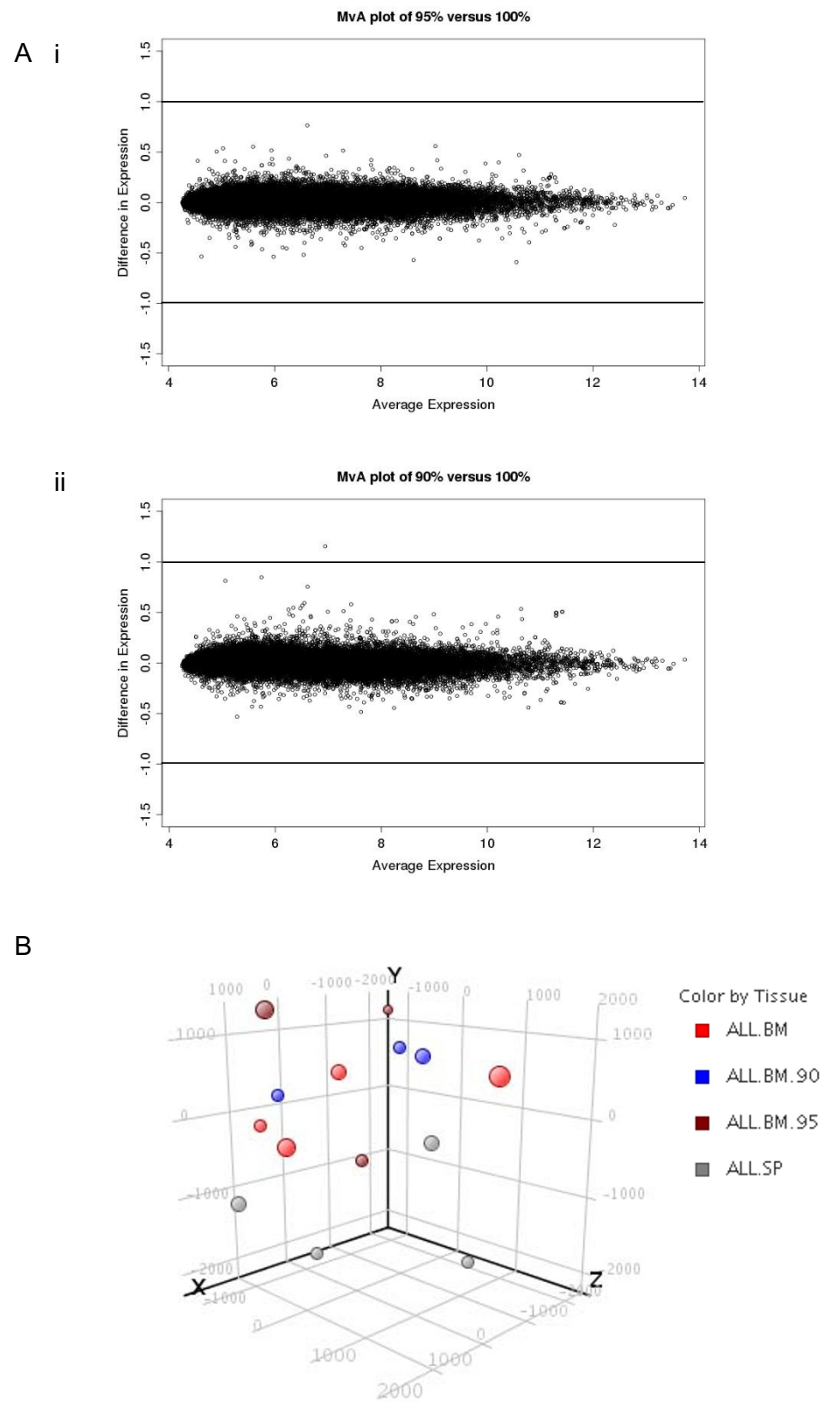 MvA plot of 95% versus 100%
A i
1.5
1.0
0.5
0.0
-0.5
-1.0
-1.5
Difference in Expression
4 6 8 10 12 14
Average Expression
ii
MvA plot of 90% versus 100%
1.5
1.0
0.5
0.0
-0.5
-1.0
-1.5
Difference in Expression
4 6 8 10 12 14
Average Expression
B
Y
1000 0 -1000 -2000 -1000 0 1000 2000
Color by Tissue
ALL.BM
ALL.BM.90
ALL.BM.95
ALL.SP
1000 1000
0 0
-1000 -1000
-2000 -2000
X Z
-1000 -1000
0 0
1000 1000
2000